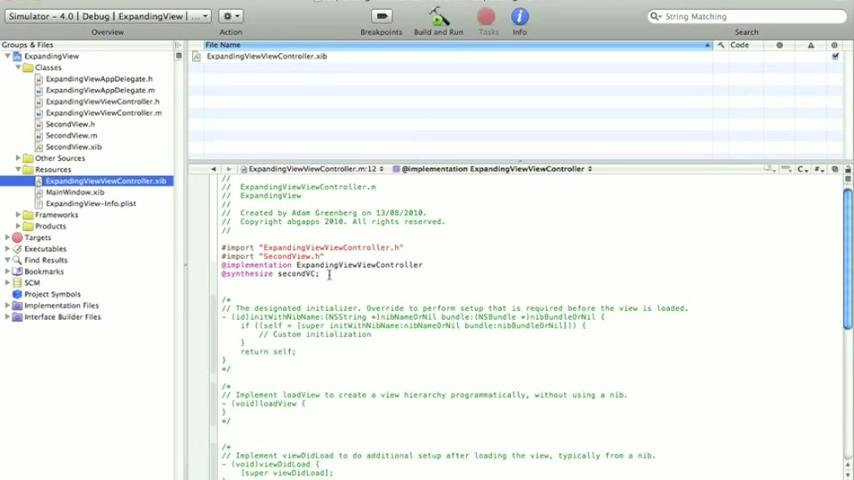 Simulator - 4.0 | Debug | ExpandingView | ...
String Matching
Overview
Action
Breakpoints
Build and Run
Tasks
Info
Search
Groups & Files
File Name
Code
ExpandingView
ExpandingViewViewController.xib
Classes
ExpandingViewAppDelegate.h
ExpandingViewAppDelegate.m
ExpandingViewViewController.h
ExpandingViewViewController.m
SecondView.h
SecondView.m
SecondView.xib
Other Sources
Resources
ExpandingViewViewController.xib
MainWindow.xib
ExpandingView-Info.plist
Frameworks
Products
Targets
Executables
Find Results
Bookmarks
SCM
Project Symbols
Implementation Files
Interface Builder Files
ExpandingViewViewController.m:12
@implementation ExpandingViewViewController
//
// ExpandingViewViewController.m
// ExpandingView
//
// Created by Adam Greenberg on 13/08/2010.
// Copyright abgapps 2010. All rights reserved.
//
#import "ExpandingViewViewController.h"
#import "SecondView.h"
@implementation ExpandingViewViewController
@synthesize secondVC;
/*
// The designated initializer. Override to perform setup that is required before the view is loaded.
- (id)initWithNibName:(NSString *)nibNameOrNil bundle:(NSBundle *)nibBundleOrNil {
if ((self = [super initWithNibName:nibNameOrNil bundle:nibBundleOrNil])) {
// Custom initialization
}
return self;
}
*/
/*
// Implement loadView to create a view hierarchy programmatically, without using a nib.
- (void)loadView {
}
*/
/*
// Implement viewDidLoad to do additional setup after loading the view, typically from a nib.
- (void)viewDidLoad {
[super viewDidLoad];